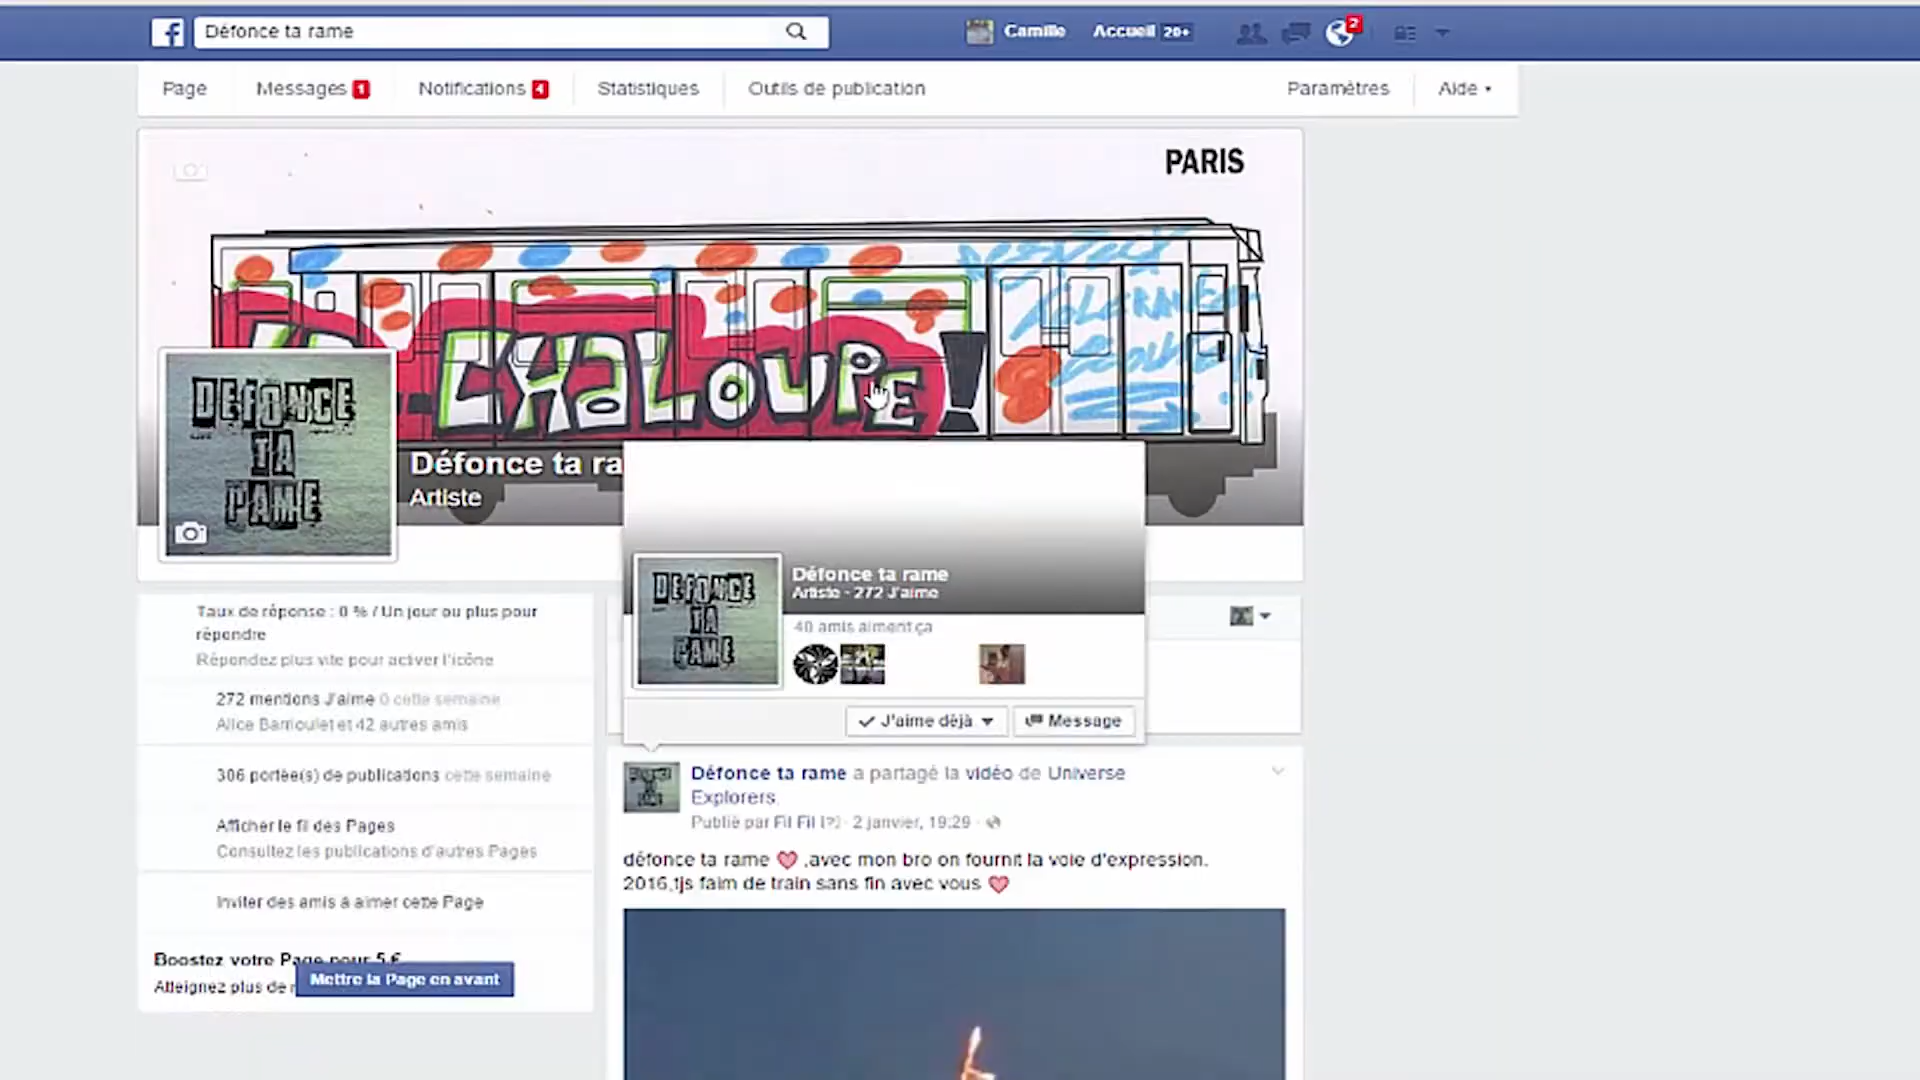 Défonce ta rame
Camille
Accueil 20+
2
Page
Messages 1
Notifications 4
Statistiques
Outils de publication
Paramètres
Aide
PARIS
CHALOUPE!
DEFONCE
TA
RAME
Défonce ta ra
Artiste
Défonce ta rame
Artiste - 272 J'aime
40 amis aiment ça
J'aime déjà
Message
Taux de réponse : 0 % / Un jour ou plus pour
répondre
Répondez plus vite pour activer l'icône
272 mentions J'aime 0 cette semaine
Alice Barrioulet et 42 autres amis
306 portée(s) de publications cette semaine
Afficher le fil des Pages
Consultez les publications d'autres Pages
Inviter des amis à aimer cette Page
Boostez votre Page pour 5 €
Atteignez plus de
Mettre la Page en avant
Défonce ta rame a partagé la vidéo de Universe
Explorers.
Publié par Fil Fil [?] · 2 janvier, 19:29 ·
défonce ta rame ❤ ,avec mon bro on fournit la voie d'expression.
2016,tjs faim de train sans fin avec vous ❤